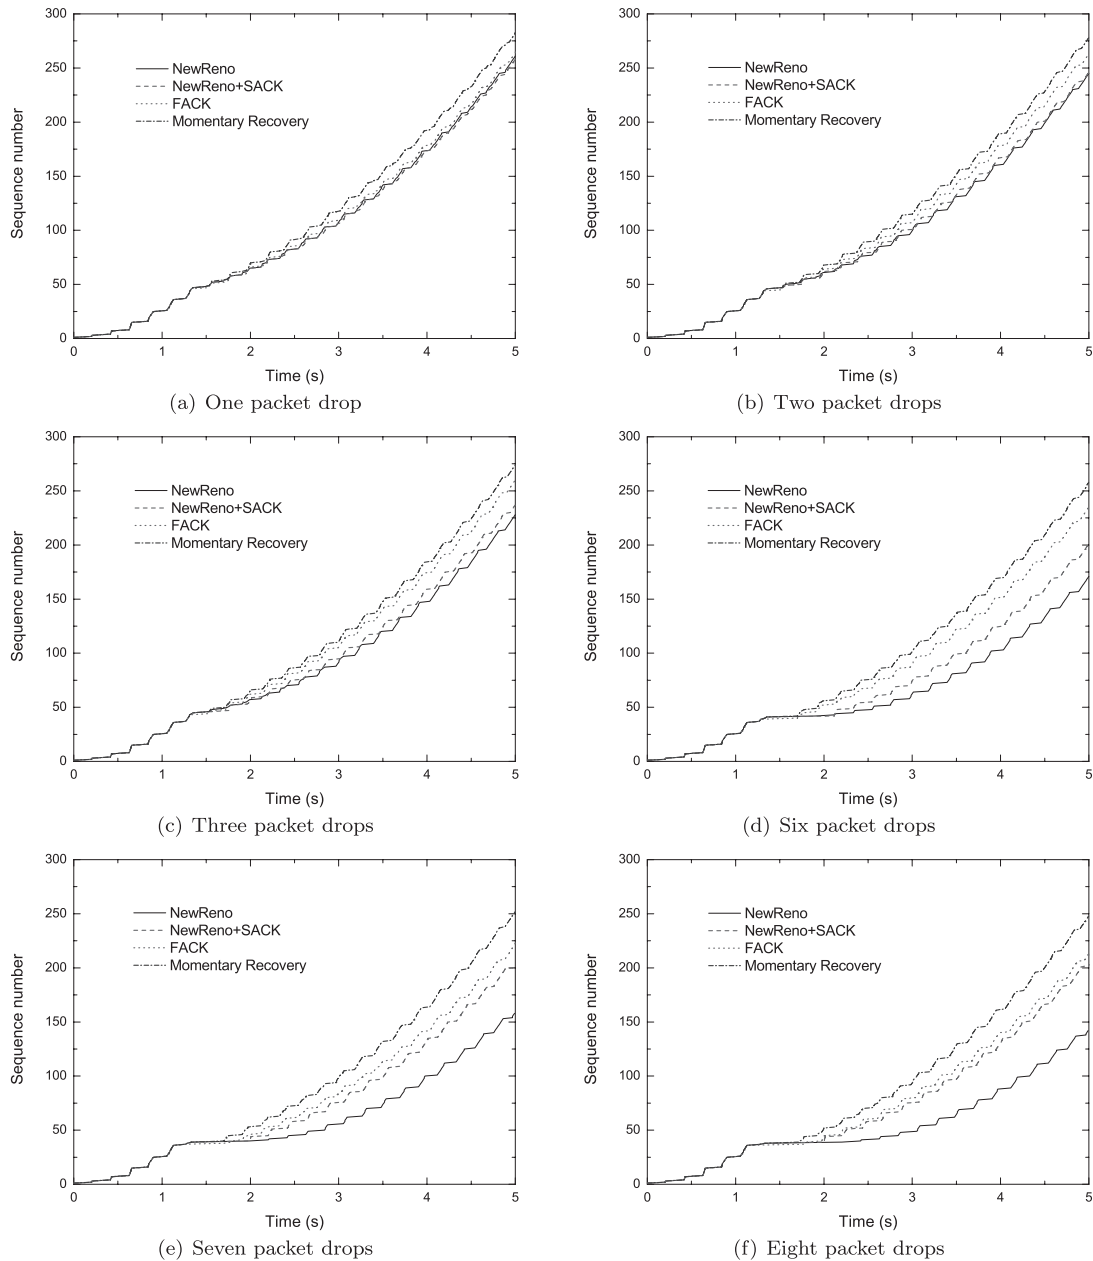 300
250
200
150
100
50
0
Sequence number
NewReno
NewReno+SACK
FACK
Momentary Recovery
0 1 2 3 4 5
Time (s)
(a) One packet drop
300
250
200
150
100
50
0
Sequence number
NewReno
NewReno+SACK
FACK
Momentary Recovery
0 1 2 3 4 5
Time (s)
(b) Two packet drops
300
250
200
150
100
50
0
Sequence number
NewReno
NewReno+SACK
FACK
Momentary Recovery
0 1 2 3 4 5
Time (s)
(c) Three packet drops
300
250
200
150
100
50
0
Sequence number
NewReno
NewReno+SACK
FACK
Momentary Recovery
0 1 2 3 4 5
Time (s)
(d) Six packet drops
300
250
200
150
100
50
0
Sequence number
NewReno
NewReno+SACK
FACK
Momentary Recovery
0 1 2 3 4 5
Time (s)
(e) Seven packet drops
300
250
200
150
100
50
0
Sequence number
NewReno
NewReno+SACK
FACK
Momentary Recovery
0 1 2 3 4 5
Time (s)
(f) Eight packet drops